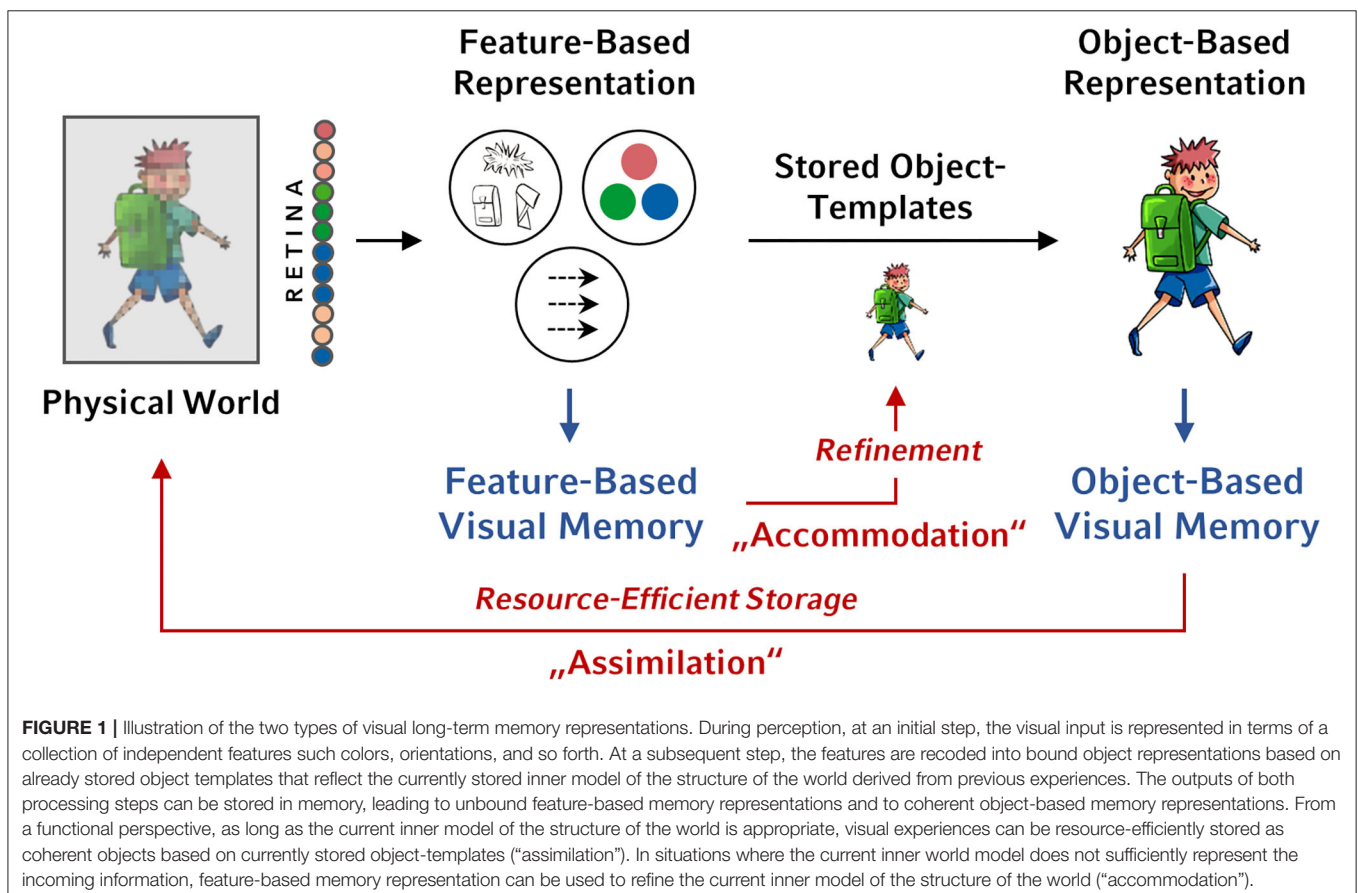 Feature-Based
Representation
Object-Based
Representation
RETINA
Stored Object-
Templates
Physical World
Refinement
Feature-Based
Visual Memory
„Accommodation“
Object-Based
Visual Memory
Resource-Efficient Storage
„Assimilation“
FIGURE 1 | Illustration of the two types of visual long-term memory representations. During perception, at an initial step, the visual input is represented in terms of a
collection of independent features such colors, orientations, and so forth. At a subsequent step, the features are recoded into bound object representations based on
already stored object templates that reflect the currently stored inner model of the structure of the world derived from previous experiences. The outputs of both
processing steps can be stored in memory, leading to unbound feature-based memory representations and to coherent object-based memory representations. From
a functional perspective, as long as the current inner model of the structure of the world is appropriate, visual experiences can be resource-efficiently stored as
coherent objects based on currently stored object-templates (“assimilation”). In situations where the current inner world model does not sufficiently represent the
incoming information, feature-based memory representation can be used to refine the current inner model of the structure of the world (“accommodation”).